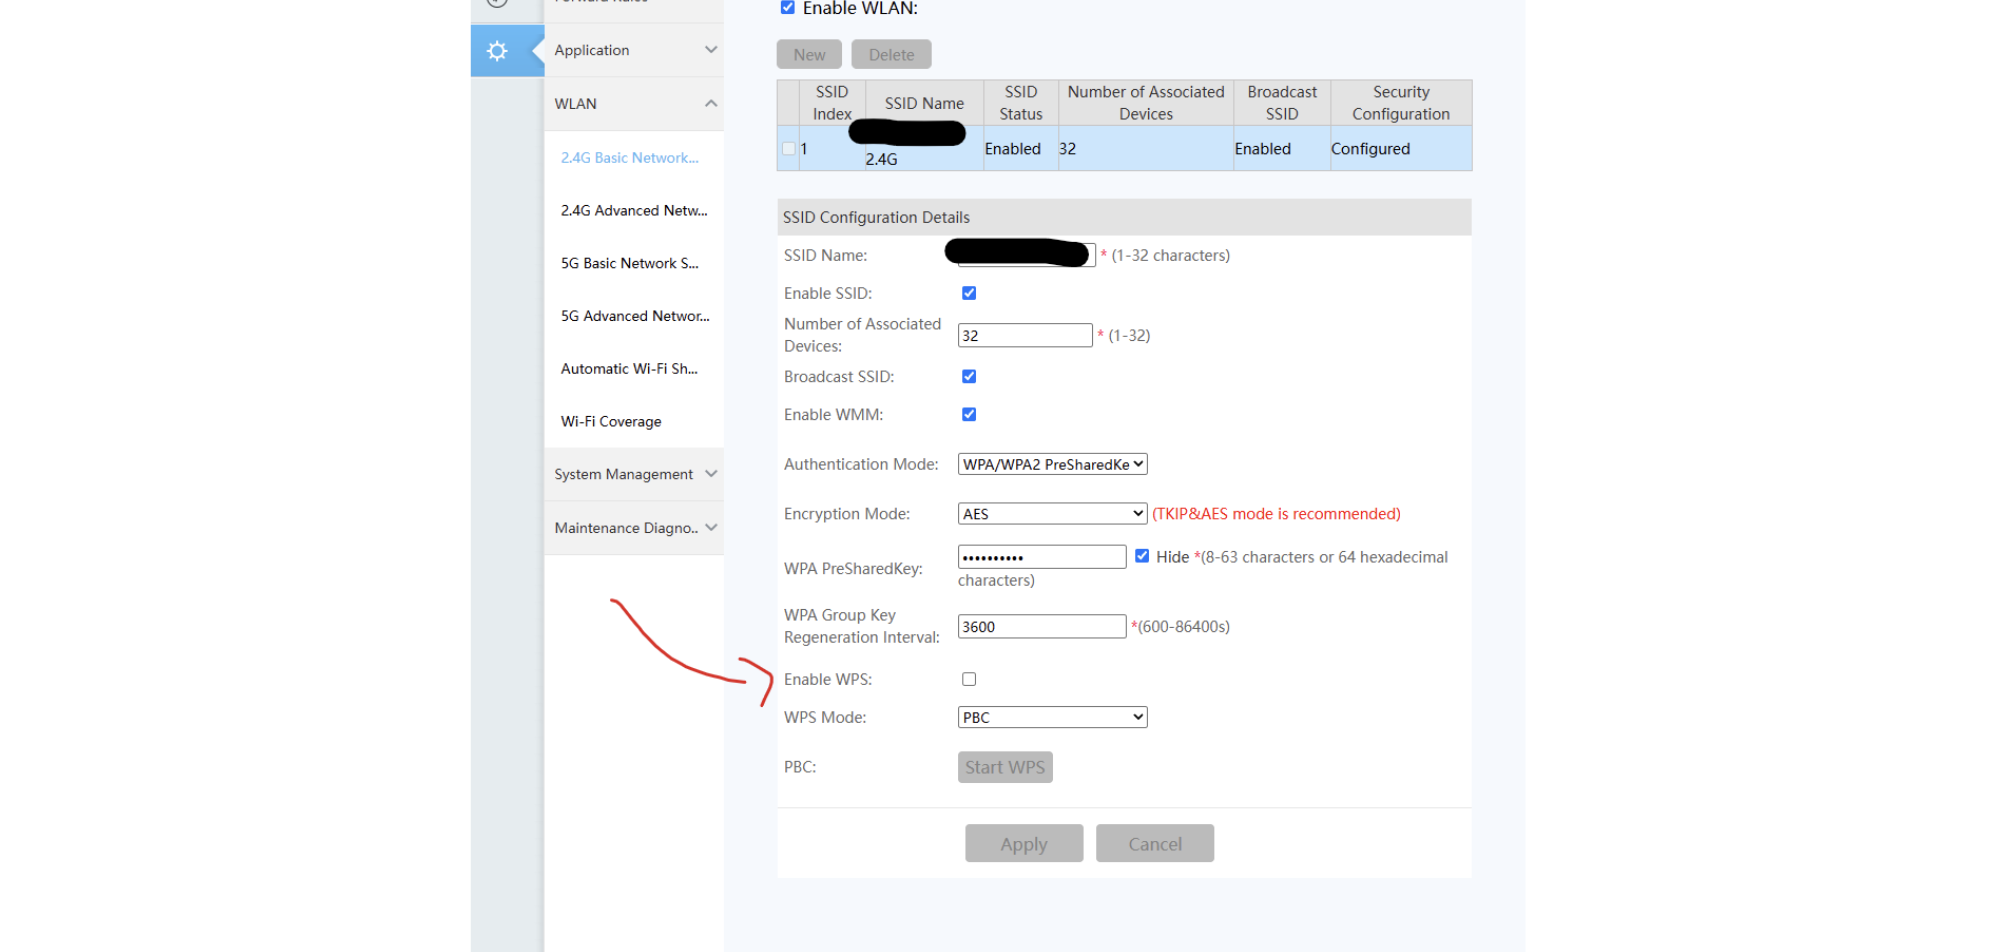 Enable WLAN:
New Delete
Application
WLAN
2.4G Basic Network...
2.4G Advanced Netw...
5G Basic Network S...
5G Advanced Networ...
Automatic Wi-Fi Sh...
Wi-Fi Coverage
System Management
Maintenance Diagno..
SSID Index SSID Name SSID Status Number of Associated Devices Broadcast SSID Security Configuration
1 2.4G Enabled 32 Enabled Configured
SSID Configuration Details
SSID Name: * (1-32 characters)
Enable SSID:
Number of Associated Devices: 32 * (1-32)
Broadcast SSID:
Enable WMM:
Authentication Mode: WPA/WPA2 PreSharedKe
Encryption Mode: AES (TKIP&AES mode is recommended)
WPA PreSharedKey: •••••••••• Hide *(8-63 characters or 64 hexadecimal
characters)
WPA Group Key
Regeneration Interval: 3600 *(600-86400s)
Enable WPS:
WPS Mode: PBC
PBC: Start WPS
Apply Cancel